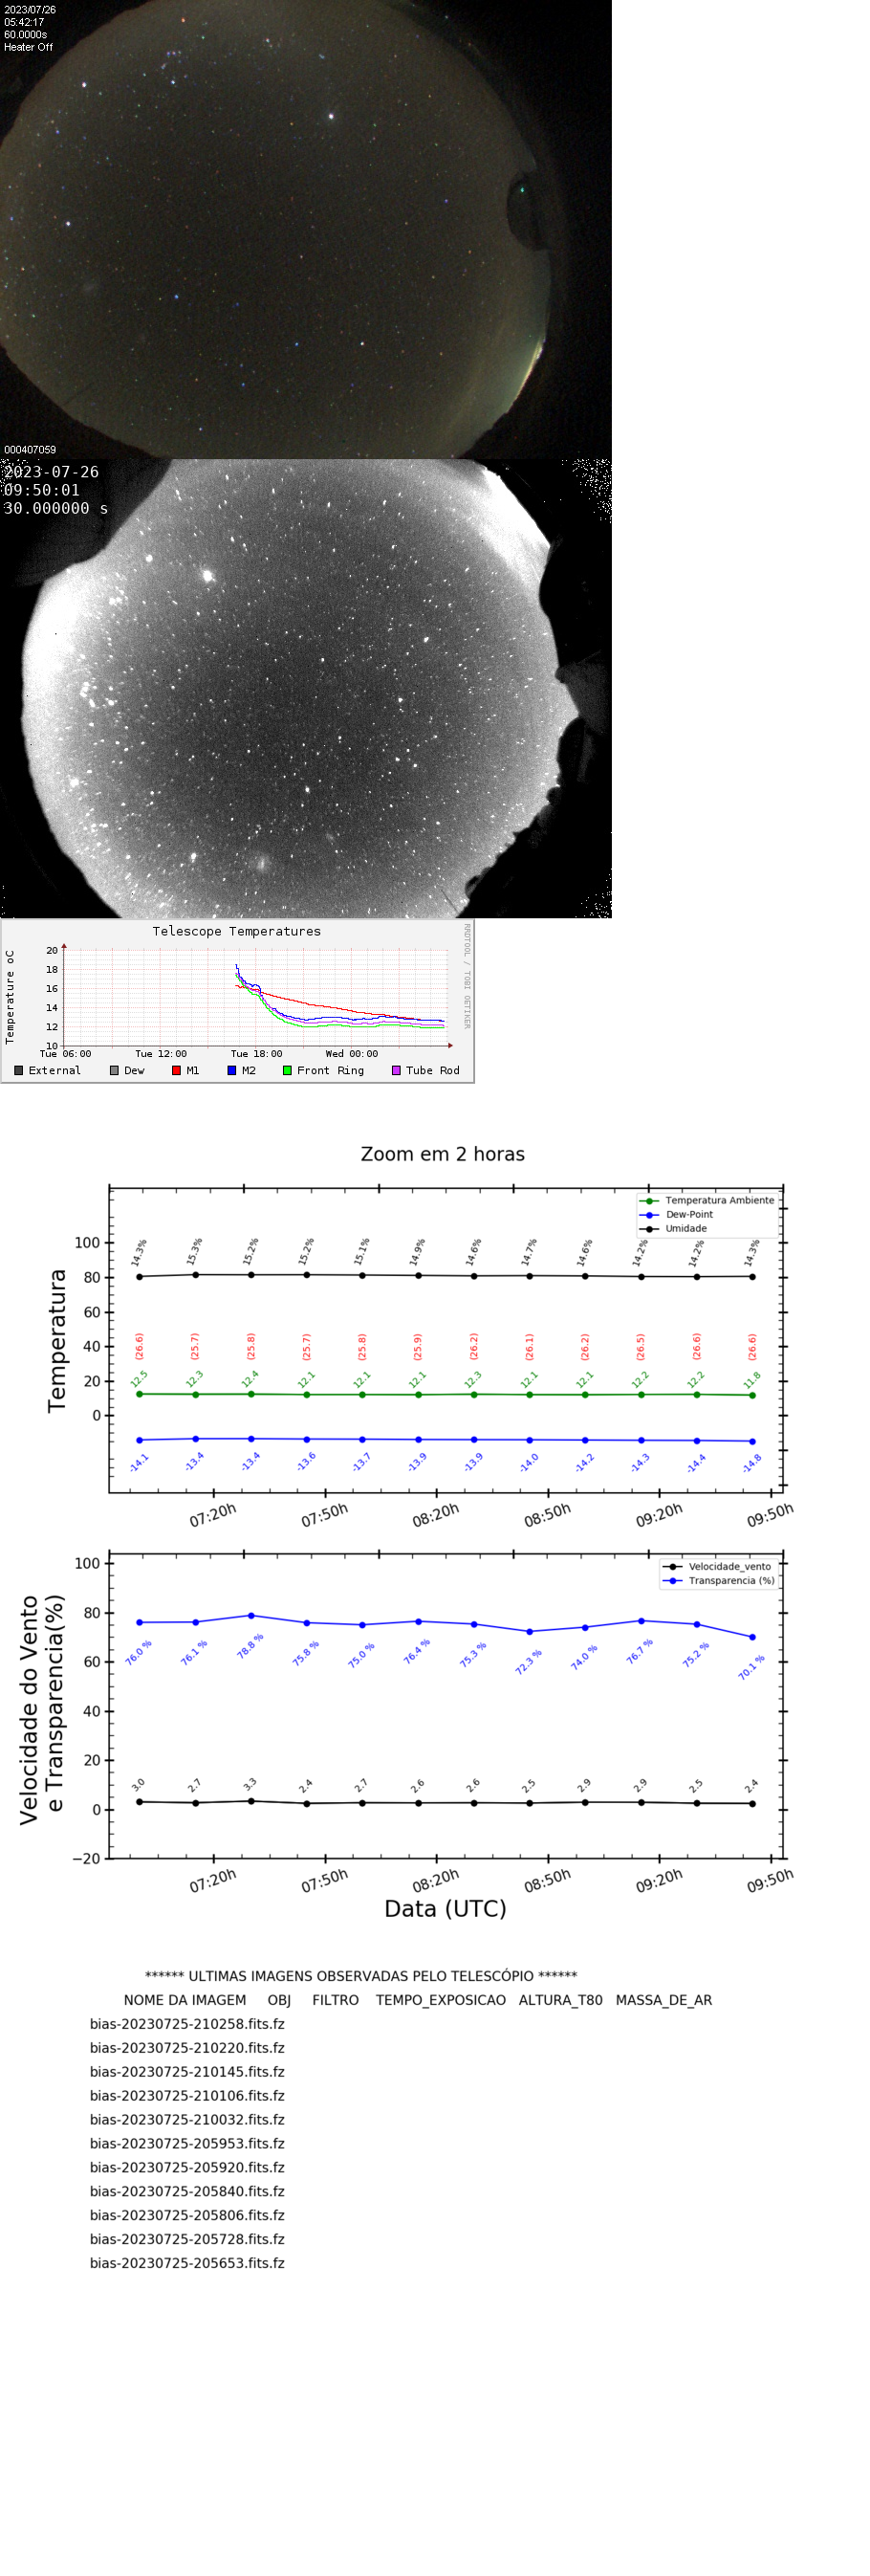 2023/07/26
05:42:17
60.0000s
Heater Off
000407059
2023-07-26
09:50:01
30.000000 s
Telescope Temperatures
RRDTOOL / TOBI OETIKER
Temperature oC
20
18
16
14
12
10
Tue 06:00 Tue 12:00 Tue 18:00 Wed 00:00
External Dew M1 M2 Front Ring Tube Rod
Zoom em 2 horas
Temperatura Ambiente
Dew-Point
Umidade
Temperatura
100
80
60
40
20
0
14.3% 15.3% 15.2% 15.2% 15.1% 14.9% 14.6% 14.7% 14.6% 14.2% 14.2% 14.3%
(26.6) (25.7) (25.8) (25.7) (25.8) (25.9) (26.2) (26.1) (26.2) (26.5) (26.6) (26.6)
12.5 12.3 12.4 12.1 12.1 12.1 12.3 12.1 12.1 12.2 12.2 11.8
-14.1 -13.4 -13.4 -13.6 -13.7 -13.9 -13.9 -14.0 -14.2 -14.3 -14.4 -14.8
07:20h 07:50h 08:20h 08:50h 09:20h 09:50h
Velocidade_vento
Transparencia (%)
Velocidade do Vento
e Transparencia(%)
100
80
60
40
20
0
−20
76.0 % 76.1 % 78.8 % 75.8 % 75.0 % 76.4 % 75.3 % 72.3 % 74.0 % 76.7 % 75.2 % 70.1 %
3.0 2.7 3.3 2.4 2.7 2.6 2.6 2.5 2.9 2.9 2.5 2.4
07:20h 07:50h 08:20h 08:50h 09:20h 09:50h
Data (UTC)
****** ULTIMAS IMAGENS OBSERVADAS PELO TELESCÓPIO ******
NOME DA IMAGEM OBJ FILTRO TEMPO_EXPOSICAO ALTURA_T80 MASSA_DE_AR
bias-20230725-210258.fits.fz
bias-20230725-210220.fits.fz
bias-20230725-210145.fits.fz
bias-20230725-210106.fits.fz
bias-20230725-210032.fits.fz
bias-20230725-205953.fits.fz
bias-20230725-205920.fits.fz
bias-20230725-205840.fits.fz
bias-20230725-205806.fits.fz
bias-20230725-205728.fits.fz
bias-20230725-205653.fits.fz